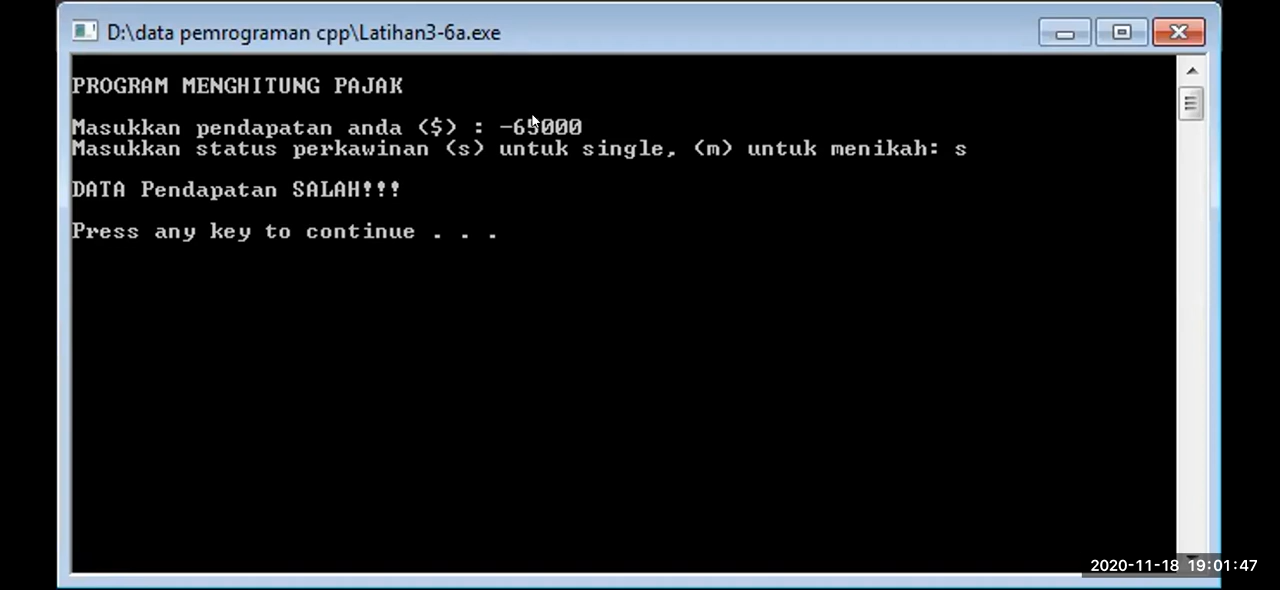 D:\data pemrograman cpp\Latihan3-6a.exe
PROGRAM MENGHITUNG PAJAK
Masukkan pendapatan anda ($) : -65000
Masukkan status perkawinan (s) untuk single, (m) untuk menikah: s
DATA Pendapatan SALAH!!!
Press any key to continue . . .
2020-11-18 19:01:47